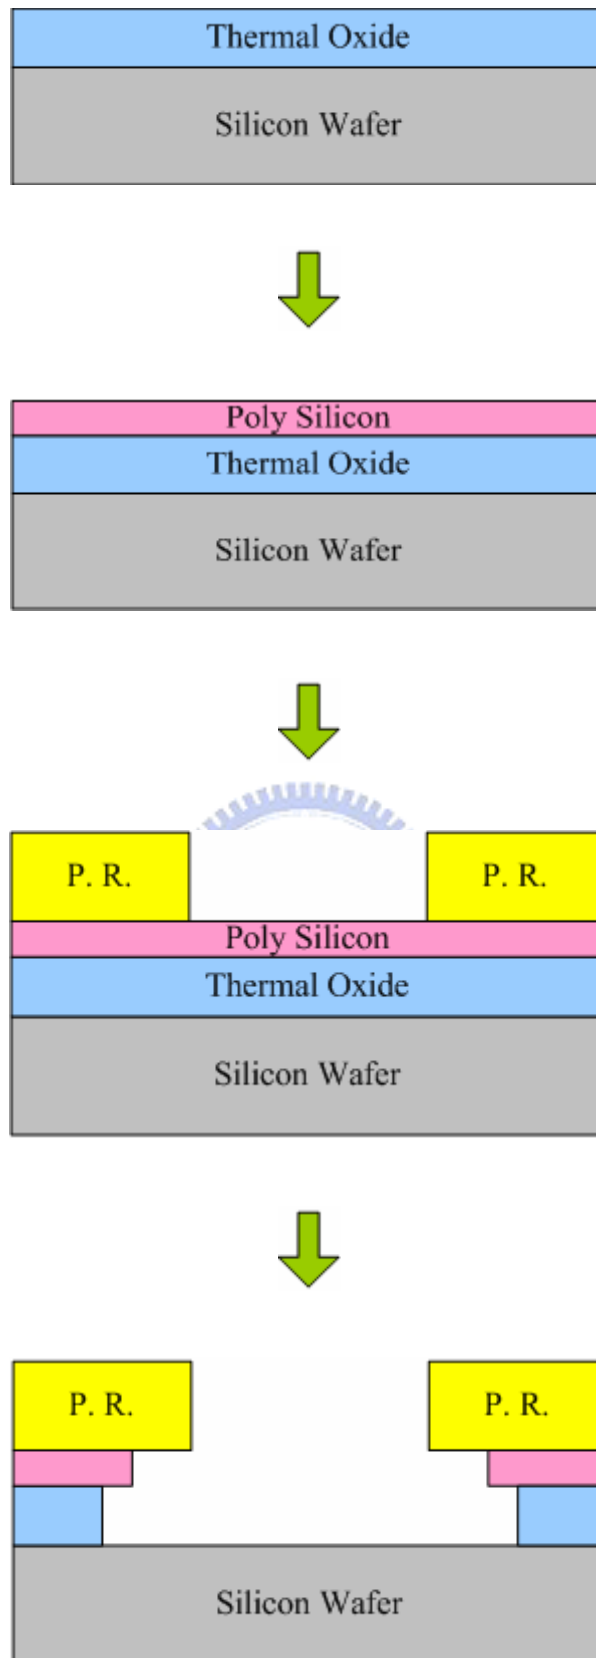 Thermal Oxide
Silicon Wafer
Poly Silicon
Thermal Oxide
Silicon Wafer
P. R. P. R.
Poly Silicon
Thermal Oxide
Silicon Wafer
P. R. P. R.
Silicon Wafer